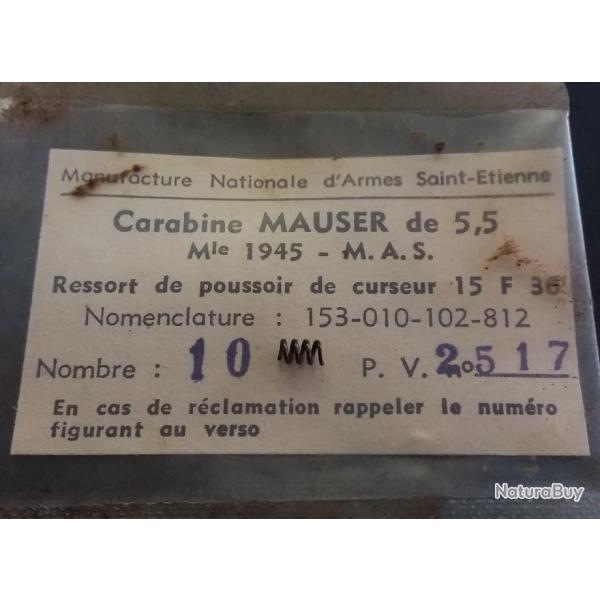 Manufacture Nationale d'Armes Saint-Etienne
Carabine MAUSER de 5,5
Mle 1945 - M.A.S.
Ressort de poussoir de curseur 15 F 36
Nomenclature : 153-010-102-812
Nombre : 10 P. V. no 2517
En cas de réclamation rappeler le numéro
figurant au verso
NaturaBuy